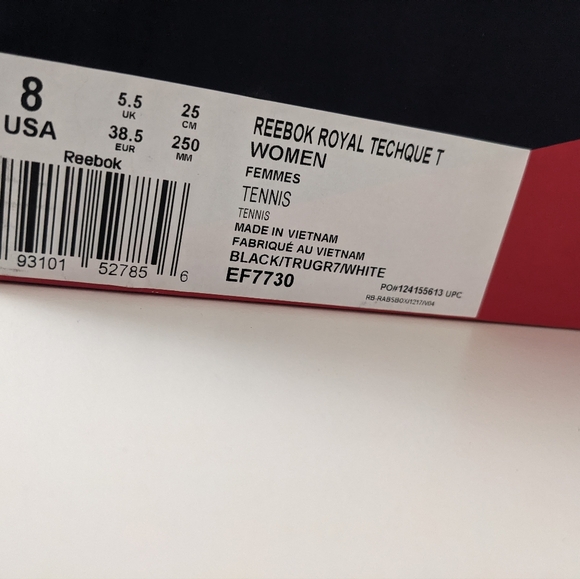 8
USA
5.5
UK
38.5
EUR
25
CM
250
MM
Reebok
93101 52785 6
REEBOK ROYAL TECHQUE T
WOMEN
FEMMES
TENNIS
TENNIS
MADE IN VIETNAM
FABRIQUÉ AU VIETNAM
BLACK/TRUGR7/WHITE
EF7730
PO#124155613 UPC